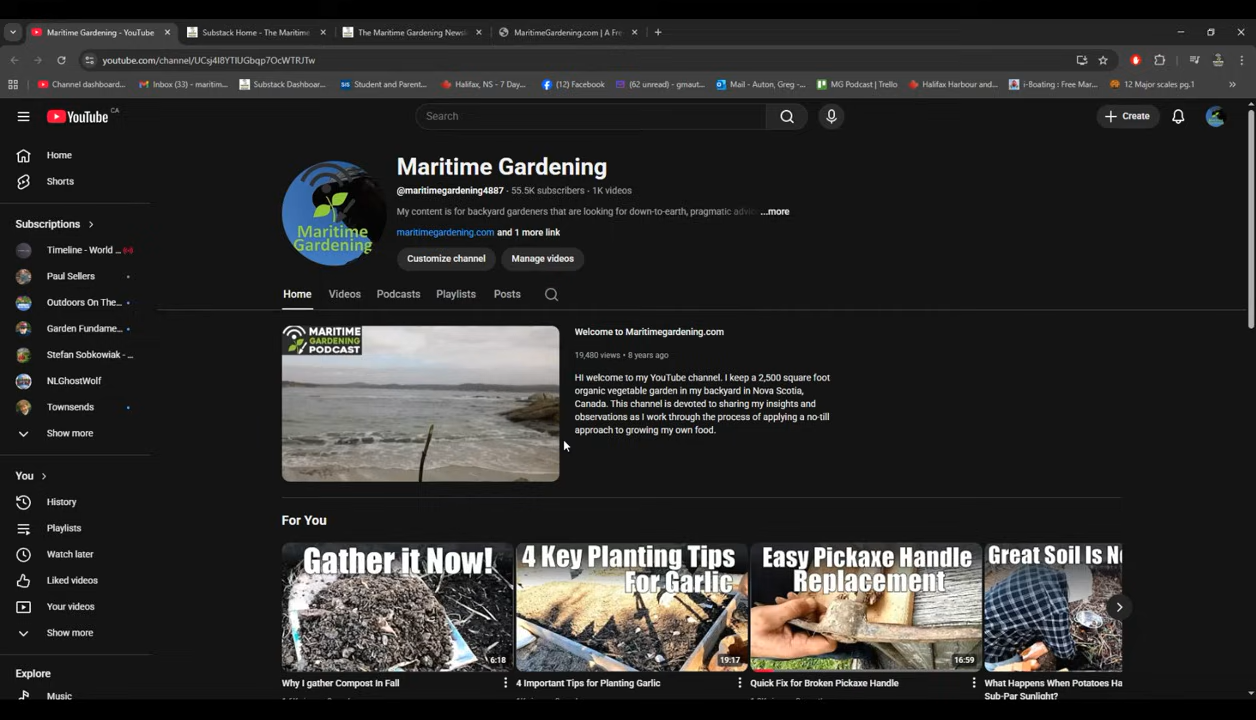 Maritime Gardening - YouTube
Substack Home - The Maritime
The Maritime Gardening News
MaritimeGardening.com | A Fr
youtube.com/channel/UCsj4I8YTlUGbqp7OcWTRJTw
Channel dashboard...
Inbox (33) - maritim...
Substack Dashboar...
Student and Parent...
Halifax, NS - 7 Day...
(12) Facebook
(62 unread) - gmaut...
Mail - Auton, Greg -...
MG Podcast | Trello
Halifax Harbour and...
i-Boating : Free Mar...
12 Major scales pg.1
YouTube CA
Search
Create
Home
Shorts
Subscriptions
Timeline - World ...
Paul Sellers
Outdoors On The...
Garden Fundame...
Stefan Sobkowiak - ...
NLGhostWolf
Townsends
Show more
You
History
Playlists
Watch later
Liked videos
Your videos
Show more
Explore
Music
Maritime
Gardening
Maritime Gardening
@maritimegardening4887 · 55.5K subscribers · 1K videos
My content is for backyard gardeners that are looking for down-to-earth, pragmatic advic ...more
maritimegardening.com and 1 more link
Customize channel
Manage videos
Home
Videos
Podcasts
Playlists
Posts
MARITIME
GARDENING
PODCAST
Welcome to Maritimegardening.com
19,480 views • 8 years ago
HI welcome to my YouTube channel. I keep a 2,500 square foot
organic vegetable garden in my backyard in Nova Scotia,
Canada. This channel is devoted to sharing my insights and
observations as I work through the process of applying a no-till
approach to growing my own food.
For You
Gather it Now!
6:18
Why I gather Compost In Fall
4 Key Planting Tips
For Garlic
19:17
4 Important Tips for Planting Garlic
Easy Pickaxe Handle
Replacement
16:59
Quick Fix for Broken Pickaxe Handle
Great Soil Is N
What Happens When Potatoes Ha
Sub-Par Sunlight?